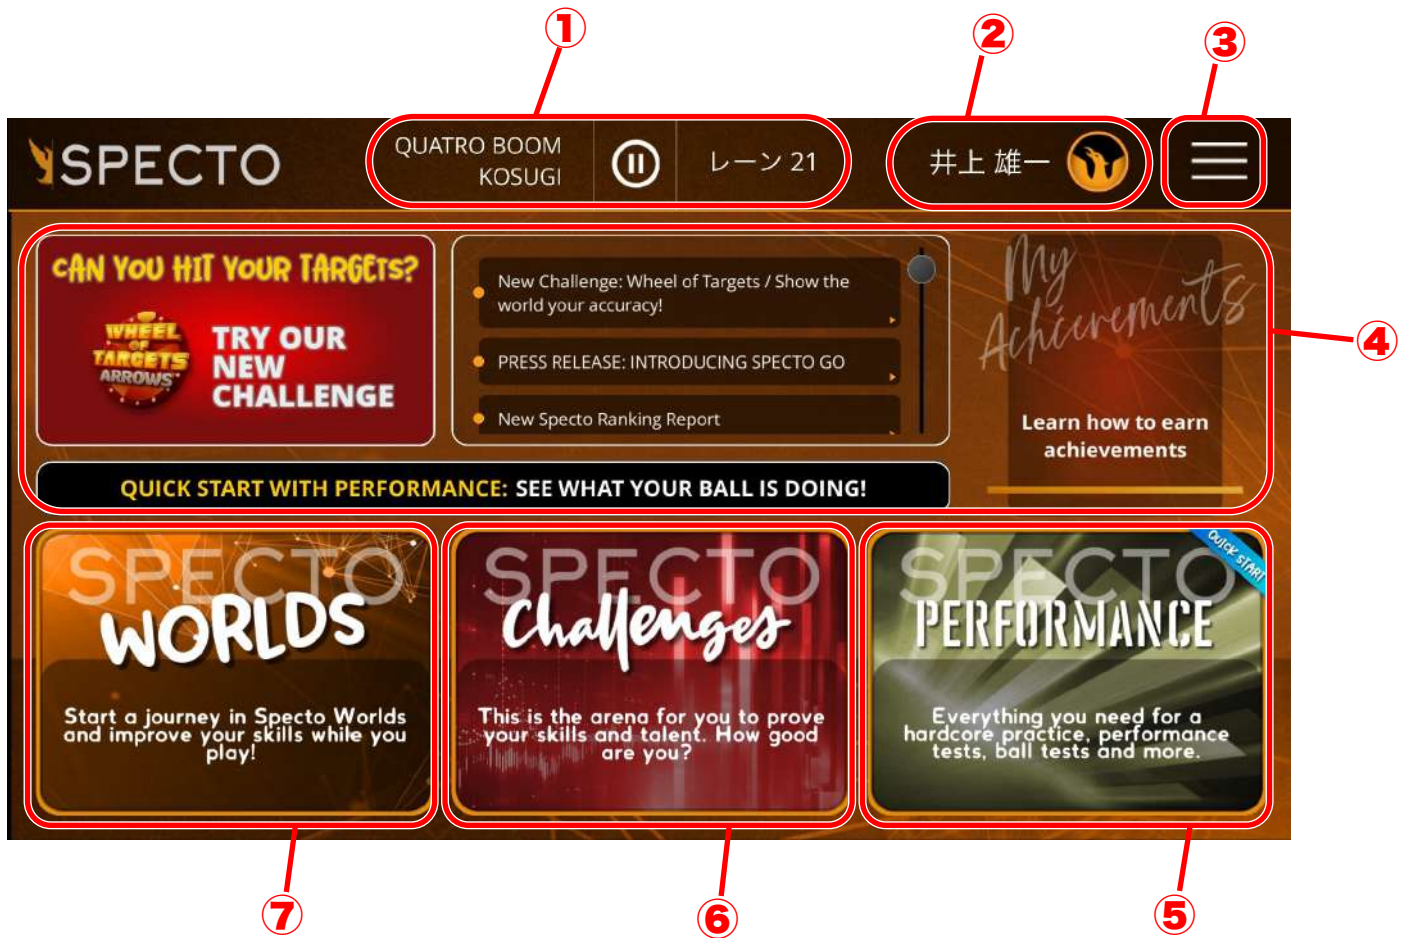 ①
②
③
SPECTO
QUATRO BOOM
KOSUGI
レーン 21
井上 雄一
CAN YOU HIT YOUR TARGETS?
WHEEL
OF
TARGETS
ARROWS
TRY OUR
NEW
CHALLENGE
New Challenge: Wheel of Targets / Show the
world your accuracy!
PRESS RELEASE: INTRODUCING SPECTO GO
New Specto Ranking Report
My
Achievements
Learn how to earn
achievements
④
QUICK START WITH PERFORMANCE: SEE WHAT YOUR BALL IS DOING!
SPECTO
WORLDS
Start a journey in Specto Worlds
and improve your skills while you
play!
SPECTO
Challenges
This is the arena for you to prove
your skills and talent. How good
are you?
QUICK START
SPECTO
PERFORMANCE
Everything you need for a
hardcore practice, performance
tests, ball tests and more.
⑦
⑥
⑤